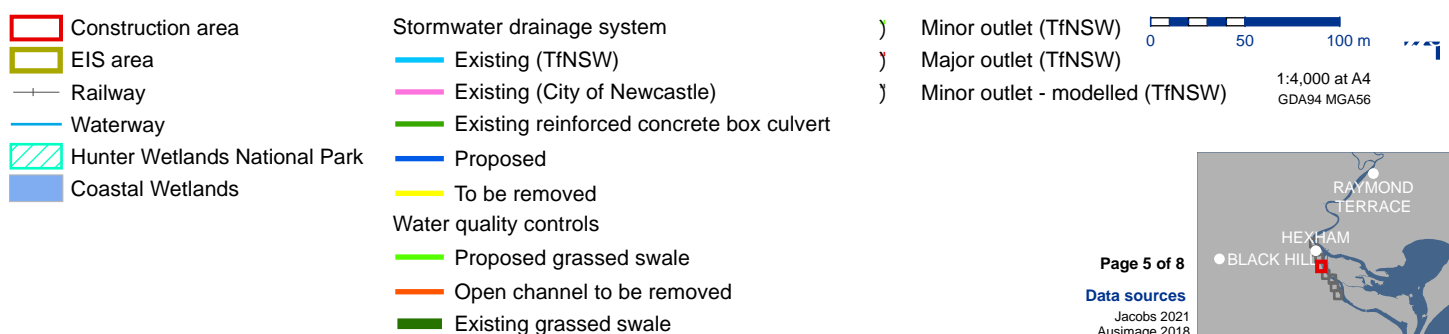 Construction area
EIS area
Railway
Waterway
Hunter Wetlands National Park
Coastal Wetlands
Stormwater drainage system
Existing (TfNSW)
Existing (City of Newcastle)
Existing reinforced concrete box culvert
Proposed
To be removed
Water quality controls
Proposed grassed swale
Open channel to be removed
Existing grassed swale
Minor outlet (TfNSW)
Major outlet (TfNSW)
Minor outlet - modelled (TfNSW)
0 50 100 m
1:4,000 at A4
GDA94 MGA56
RAYMOND
TERRACE
HEXHAM
BLACK HILL
Page 5 of 8
Data sources
Jacobs 2021
Ausimage 2018